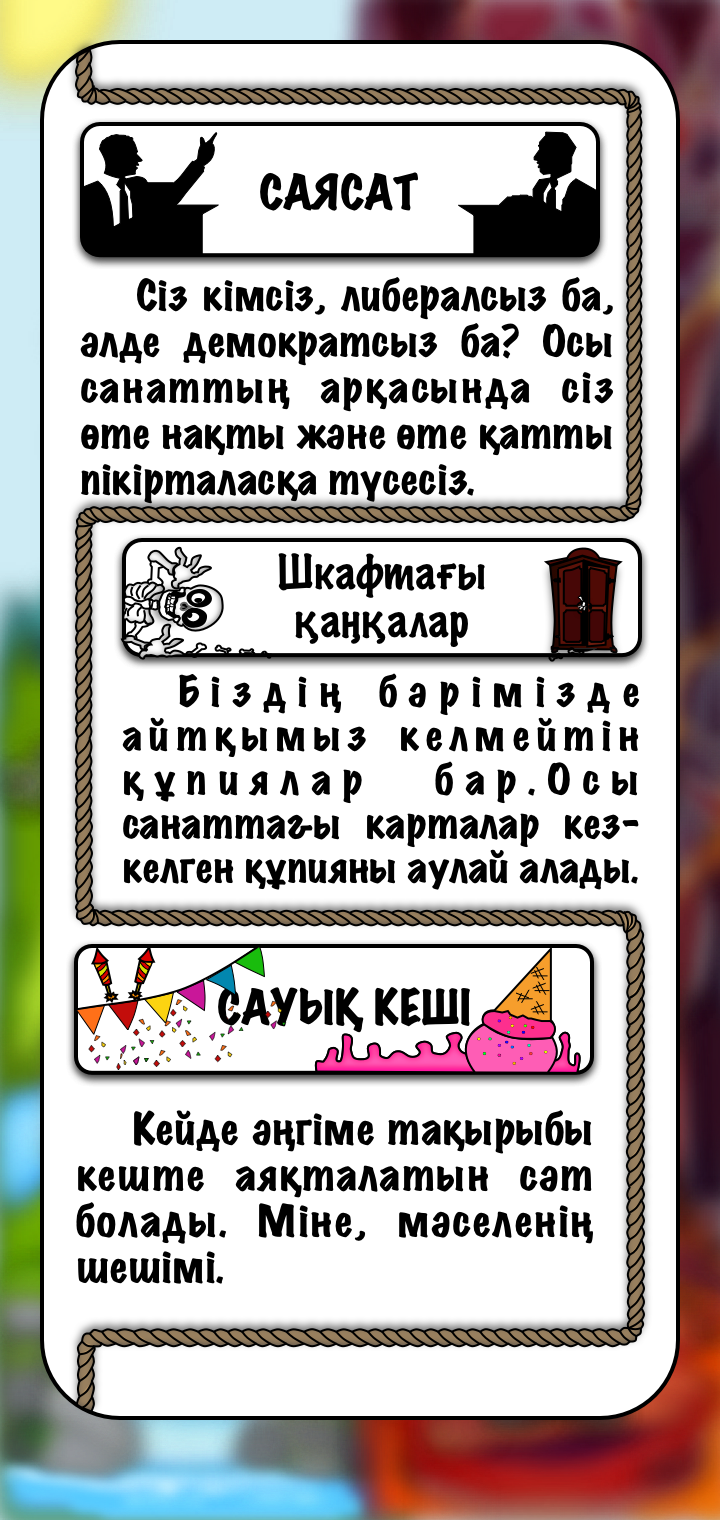 САЯСАТ
Сіз кімсіз, либералсыз ба,
әлде демократсыз ба? Осы
санаттың арқасында сіз
өте нақты және өте қатты
пікірталасқа түсесіз.
Шкафтағы
қаңқалар
Біздің бәрімізде
айтқымыз келмейтін
құпиялар бар.Осы
санаттағы карталар кез-
келген құпияны аулай алады.
САУЫҚ КЕШІ
Кейде әңгіме тақырыбы
кеште аяқталатын сәт
болады. Міне, мәселенің
шешімі.